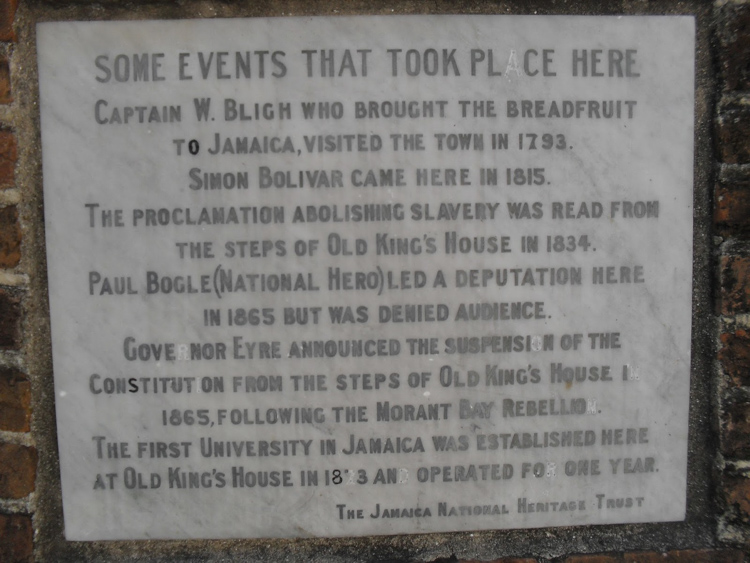 SOME EVENTS THAT TOOK PLACE HERE
CAPTAIN W. BLIGH WHO BROUGHT THE BREADFRUIT
TO JAMAICA, VISITED THE TOWN IN 1793.
SIMON BOLIVAR CAME HERE IN 1815.
THE PROCLAMATION ABOLISHING SLAVERY WAS READ FROM
THE STEPS OF OLD KING'S HOUSE IN 1834.
PAUL BOGLE (NATIONAL HERO) LED A DEPUTATION HERE
IN 1865 BUT WAS DENIED AUDIENCE.
GOVERNOR EYRE ANNOUNCED THE SUSPENSION OF THE
CONSTITUTION FROM THE STEPS OF OLD KING'S HOUSE IN
1865, FOLLOWING THE MORANT BAY REBELLION.
THE FIRST UNIVERSITY IN JAMAICA WAS ESTABLISHED HERE
AT OLD KING'S HOUSE IN AND OPERATED FOR ONE YEAR.
THE JAMAICA NATIONAL HERITAGE TRUST